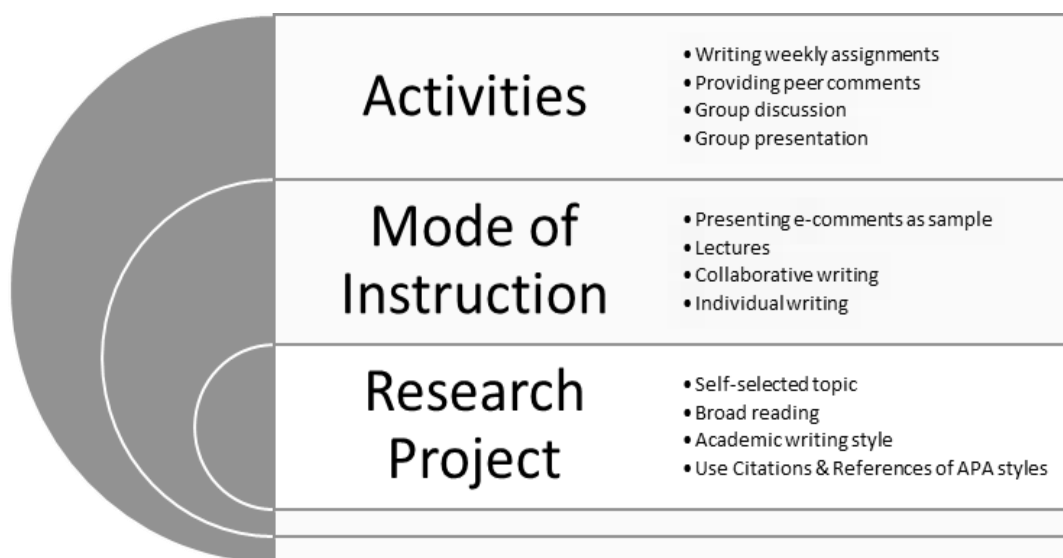 Activities
• Writing weekly assignments
• Providing peer comments
• Group discussion
• Group presentation
Mode of
Instruction
• Presenting e-comments as sample
• Lectures
• Collaborative writing
• Individual writing
Research
Project
• Self-selected topic
• Broad reading
• Academic writing style
• Use Citations & References of APA styles